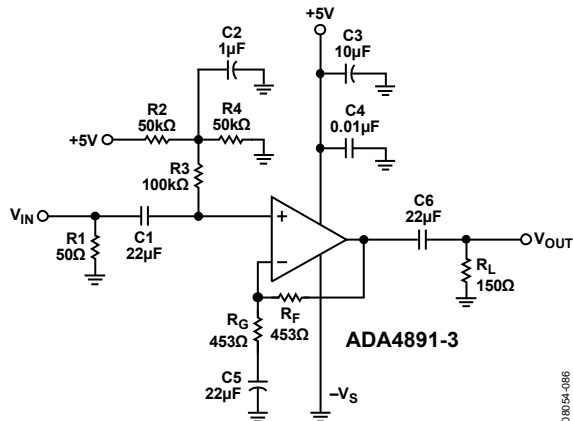 +5V
C2
1µF
C3
10µF
R2
50kΩ
R4
50kΩ
C4
0.01µF
+5V
R3
100kΩ
VIN
+
C6
22µF
VOUT
R1
50Ω
C1
22µF
–
RL
150Ω
RG
453Ω
RF
453Ω
ADA4891-3
C5
22µF
–VS
08054-086